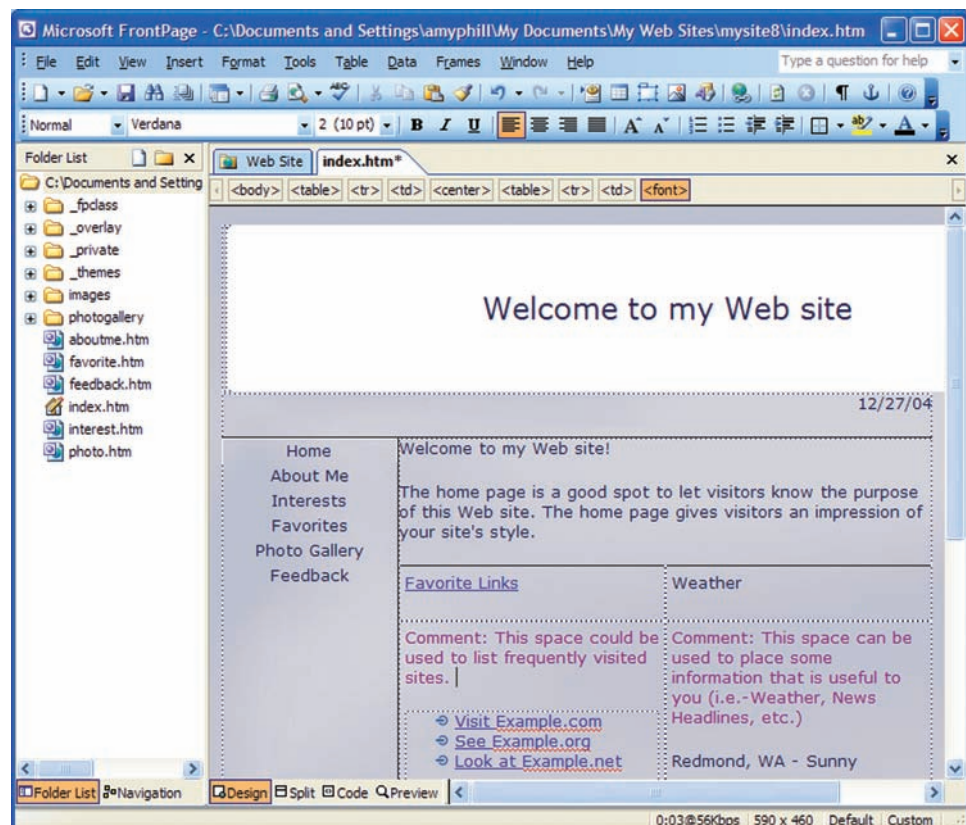 Microsoft FrontPage - C:\Documents and Settings\amyphill\My Documents\My Web Sites\mysite8\index.htm
File Edit View Insert Format Tools Table Data Frames Window Help Type a question for help
Normal Verdana 2 (10 pt) B I U A A A
Folder List
Web Site index.htm*
C:\Documents and Setting
<body> <table> <tr> <td> <center> <table> <tr> <td> <font>
_fpclass
_overlay
_private
_themes
images
photogallery
aboutme.htm
favorite.htm
feedback.htm
index.htm
interest.htm
photo.htm
Welcome to my Web site
12/27/04
Home
About Me
Interests
Favorites
Photo Gallery
Feedback
Welcome to my Web site!
The home page is a good spot to let visitors know the purpose
of this Web site. The home page gives visitors an impression of
your site's style.
Favorite Links
Comment: This space could be
used to list frequently visited
sites.
Visit Example.com
See Example.org
Look at Example.net
Weather
Comment: This space can be
used to place some
information that is useful to
you (i.e.-Weather, News
Headlines, etc.)
Redmond, WA - Sunny
Folder List Navigation
Design Split Code Preview
0:03@56Kbps 590 x 460 Default Custom